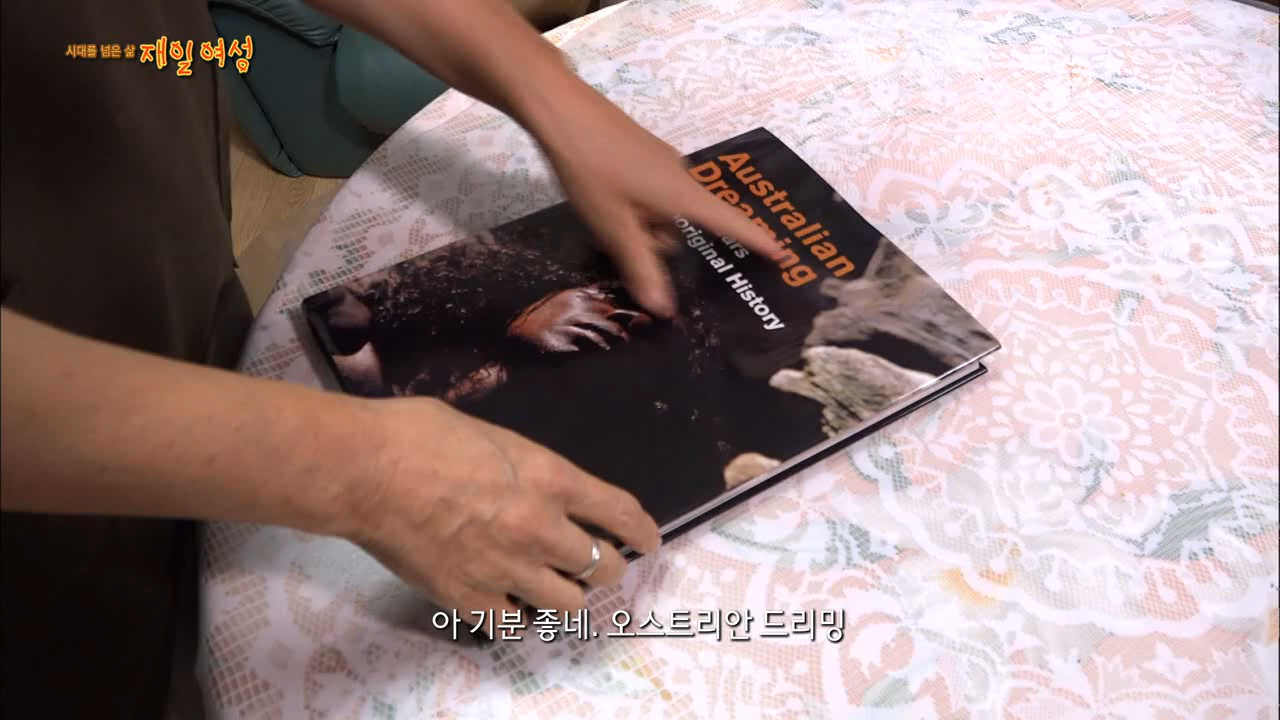 시대를 넘은 삶 재일여성
Australian
Dreaming
History
아 기분 좋네. 오스트리안 드리밍